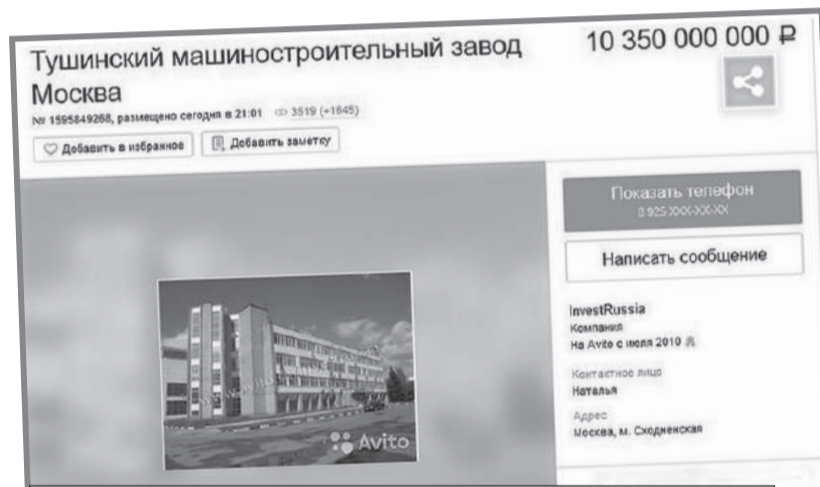 Тушинский машиностроительный завод
Москва
10 350 000 000 ₽
№ 1595849268, размещено сегодня в 21:01 3519 (+1645)
Добавить в избранное Добавить заметку
Показать телефон
8 925 XXX-XX-XX
Написать сообщение
InvestRussia
Компания
На Avito с июля 2010
Контактное лицо
Наталья
Адрес
Москва, м. Сходненская
Avito